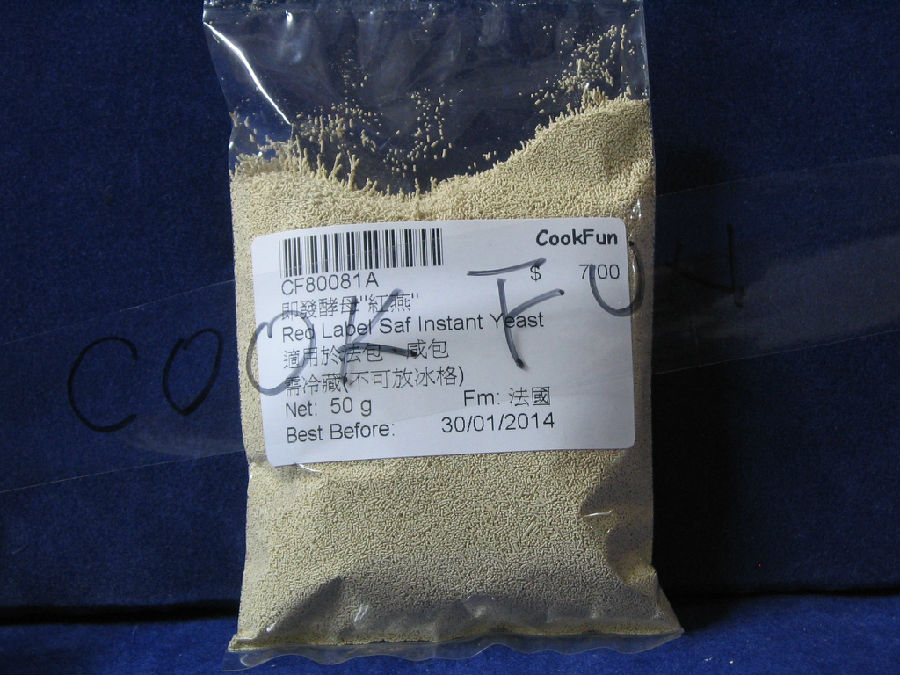 CookFun
CF80081A
$ 7.00
即發酵母"紅燕"
Red Label Saf Instant Yeast
適用於法包 咸包
需冷藏(不可放冰格)
Net: 50 g
Fm: 法國
Best Before: 30/01/2014
COOK FUN